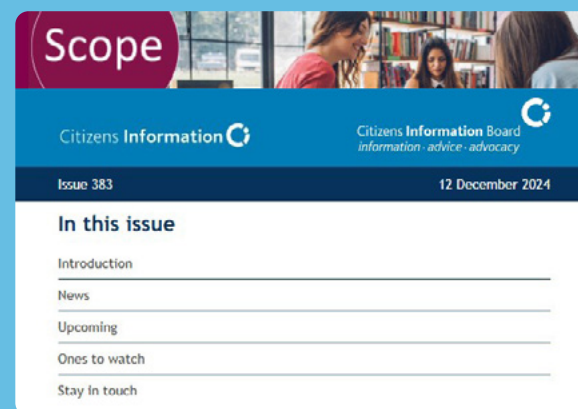 Scope
Citizens Information
Citizens Information Board
information · advice · advocacy
Issue 383
12 December 2024
In this issue
Introduction
News
Upcoming
Ones to watch
Stay in touch